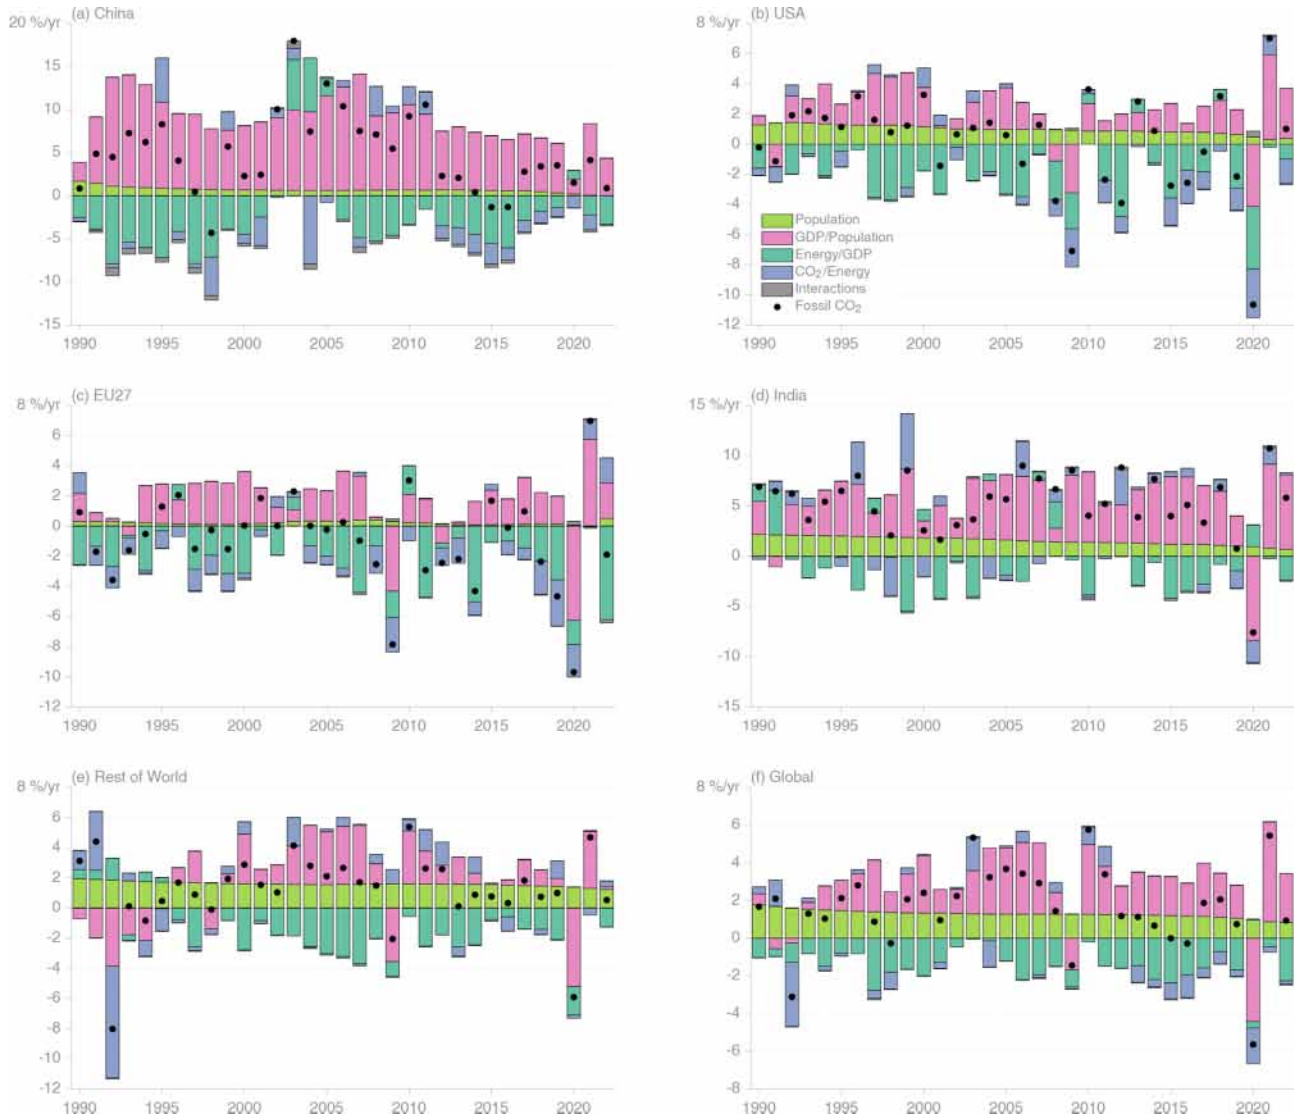 (a) China
20 %/yr
15
10
5
0
-5
-10
-15
1990 1995 2000 2005 2010 2015 2020
(b) USA
8 %/yr
6
4
2
0
-2
-4
-6
-8
-10
-12
Population
GDP/Population
Energy/GDP
CO2/Energy
Interactions
Fossil CO2
1990 1995 2000 2005 2010 2015 2020
(c) EU27
8 %/yr
6
4
2
0
-2
-4
-6
-8
-10
-12
1990 1995 2000 2005 2010 2015 2020
(d) India
15 %/yr
10
5
0
-5
-10
-15
1990 1995 2000 2005 2010 2015 2020
(e) Rest of World
8 %/yr
6
4
2
0
-2
-4
-6
-8
-10
-12
1990 1995 2000 2005 2010 2015 2020
(f) Global
8 %/yr
6
4
2
0
-2
-4
-6
-8
1990 1995 2000 2005 2010 2015 2020